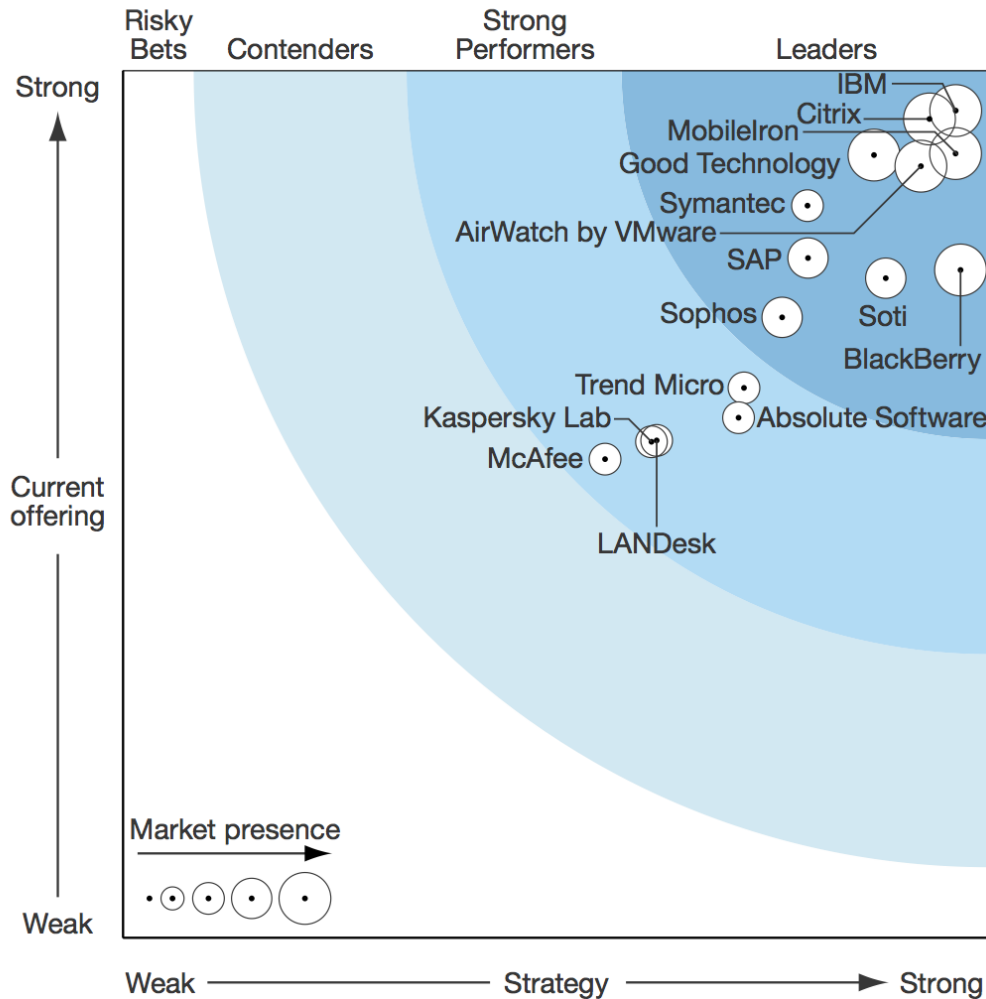 Risky
Bets
Contenders
Strong
Performers
Leaders
Strong
IBM
Citrix
MobileIron
Good Technology
Symantec
AirWatch by VMware
SAP
Sophos
Soti
BlackBerry
Trend Micro
Kaspersky Lab
Absolute Software
McAfee
Current
offering
LANDesk
Market presence
Weak
Weak
Strategy
Strong